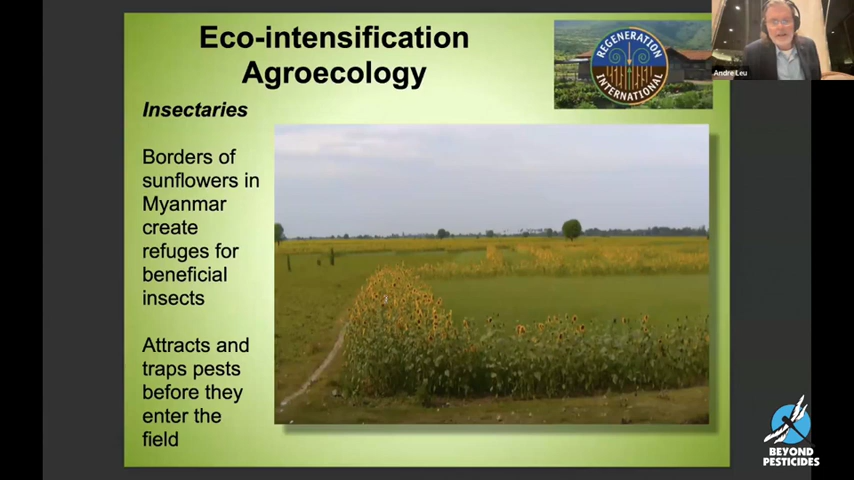 Eco-intensification
Agroecology
REGENERATION
INTERNATIONAL
Andre Leu
Insectaries
Borders of
sunflowers in
Myanmar
create
refuges for
beneficial
insects
Attracts and
traps pests
before they
enter the
field
BEYOND
PESTICIDES